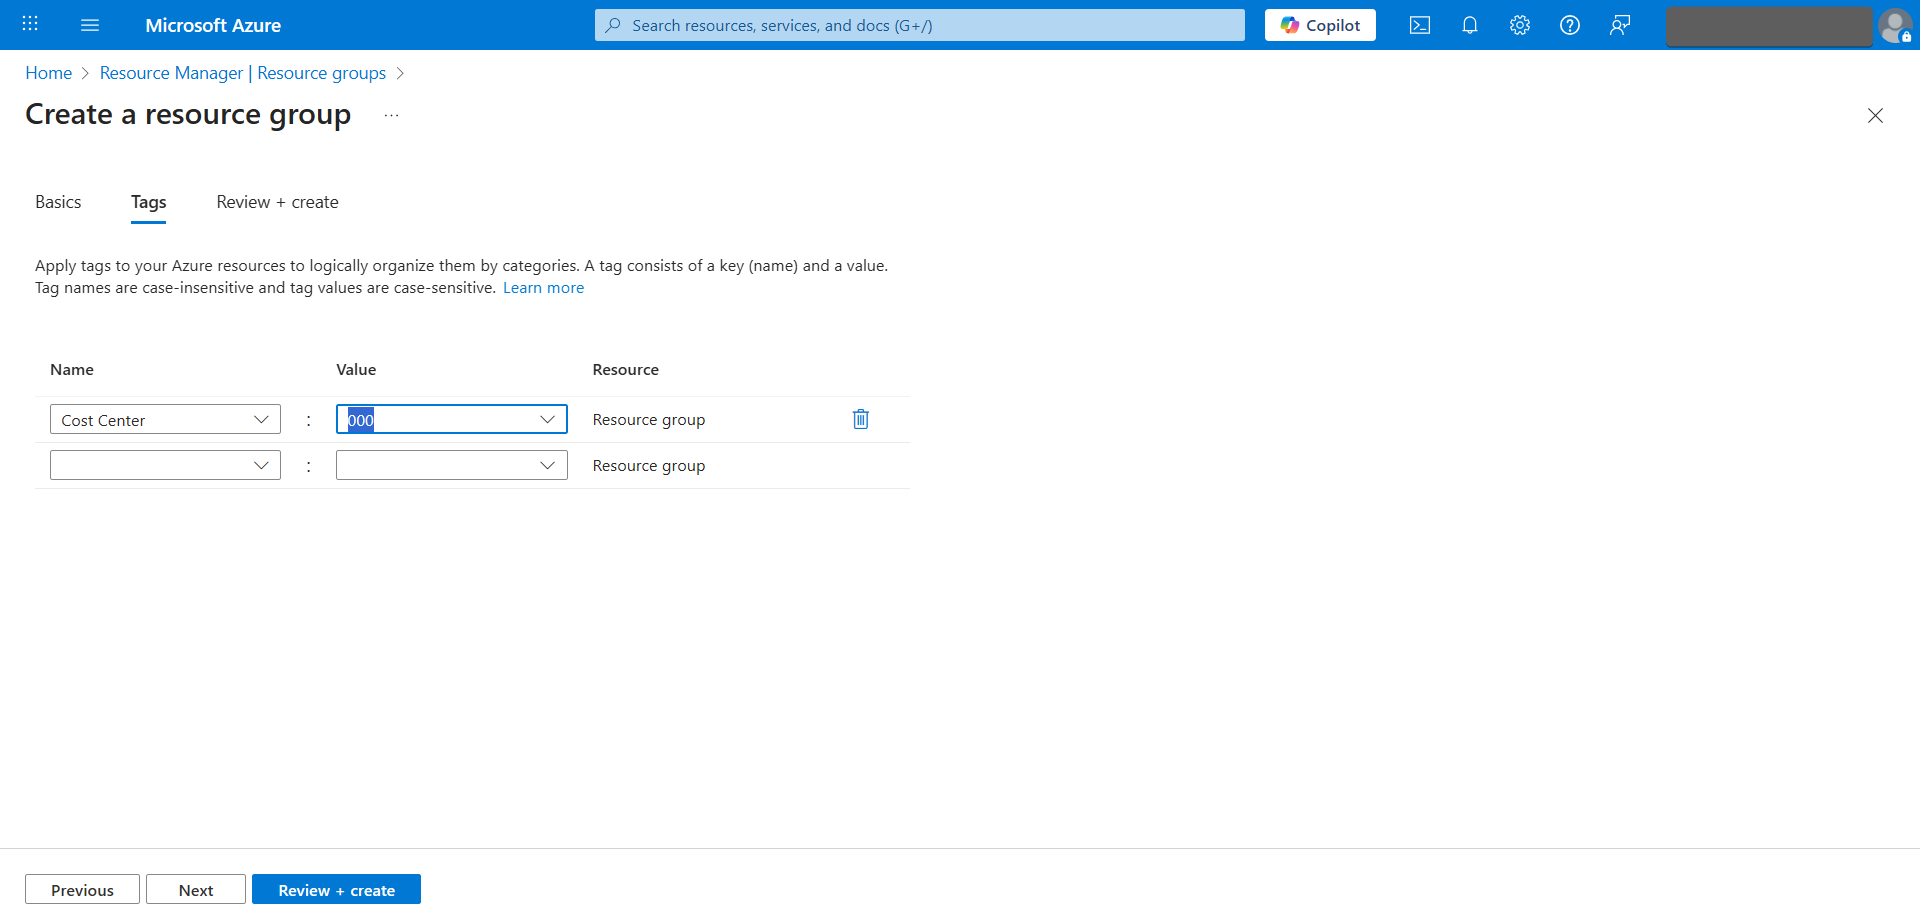 Microsoft Azure
Search resources, services, and docs (G+/)
Copilot
Home > Resource Manager | Resource groups >
Create a resource group ...
Basics
Tags
Review + create
Apply tags to your Azure resources to logically organize them by categories. A tag consists of a key (name) and a value.
Tag names are case-insensitive and tag values are case-sensitive. Learn more
Name Value Resource
Cost Center : 000 Resource group
: Resource group
Previous
Next
Review + create